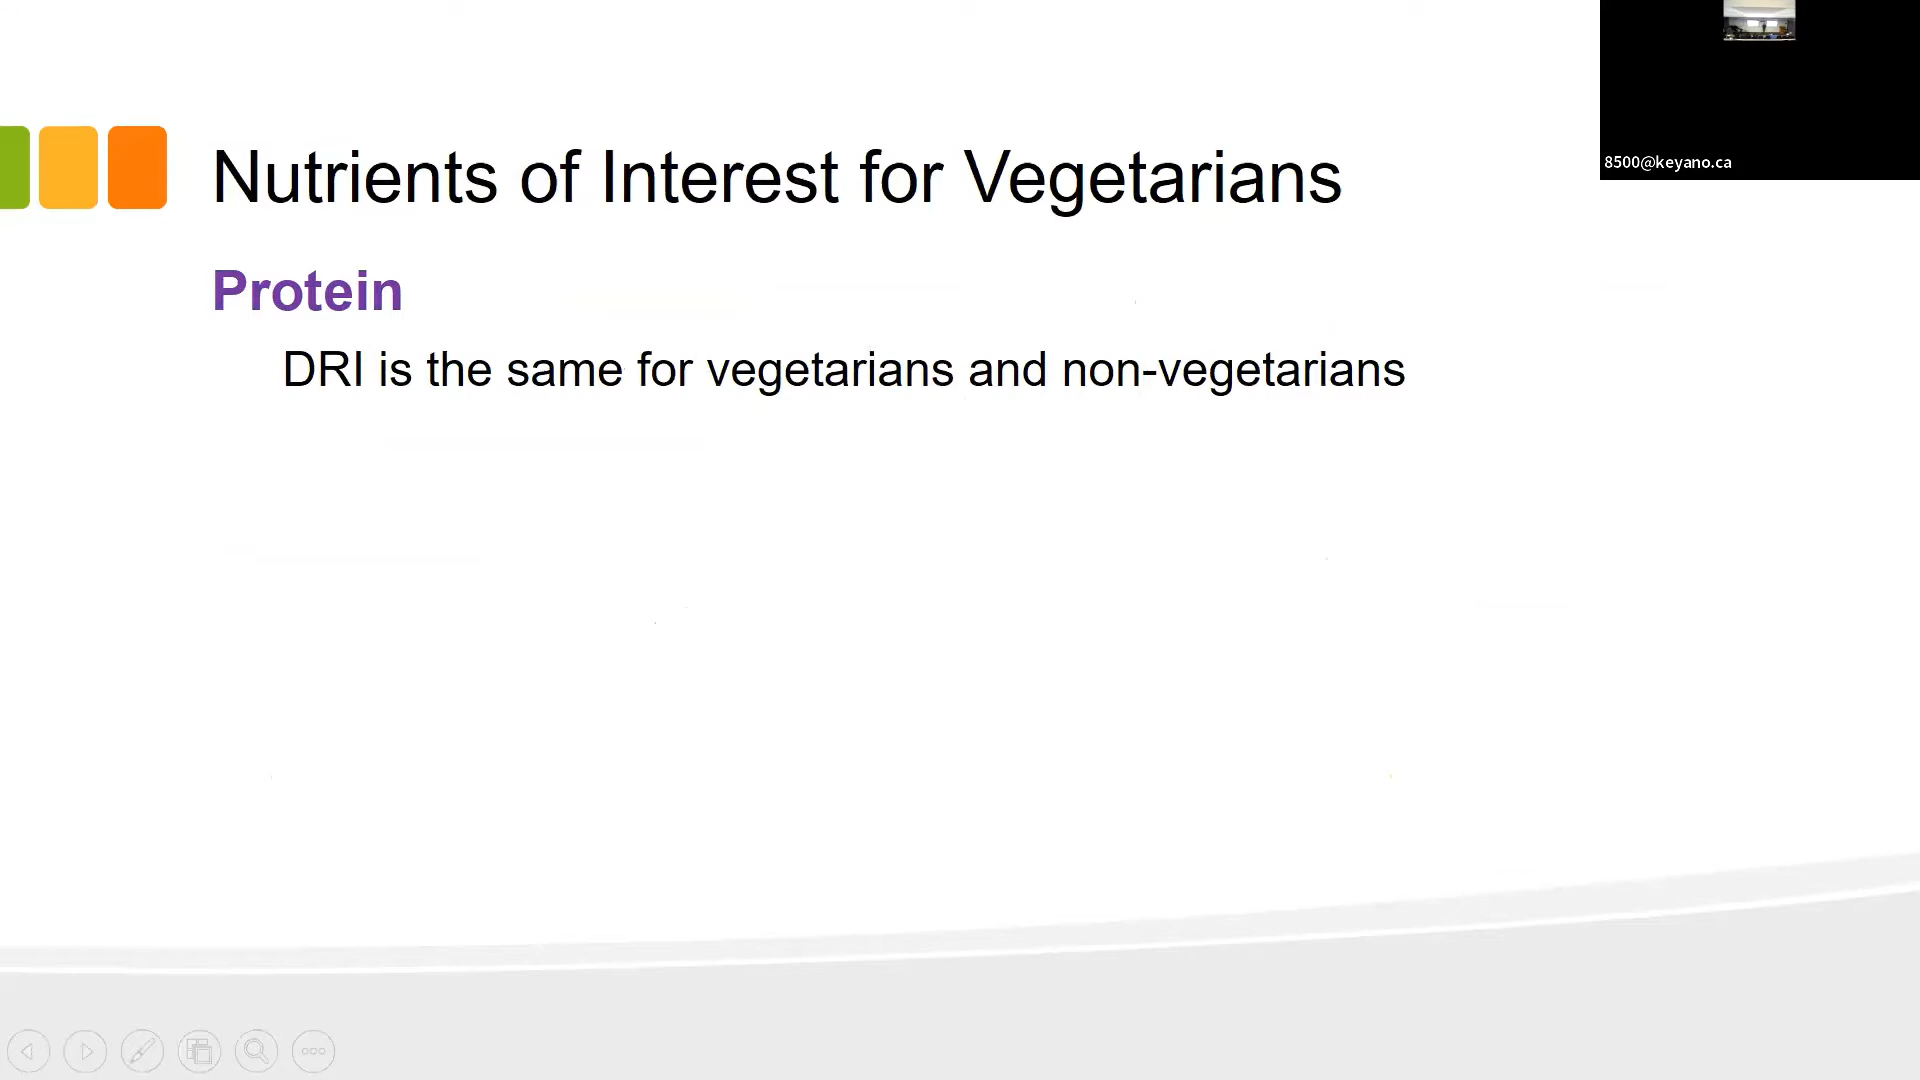 Nutrients of Interest for Vegetarians
8500@keyano.ca
Protein
DRI is the same for vegetarians and non-vegetarians